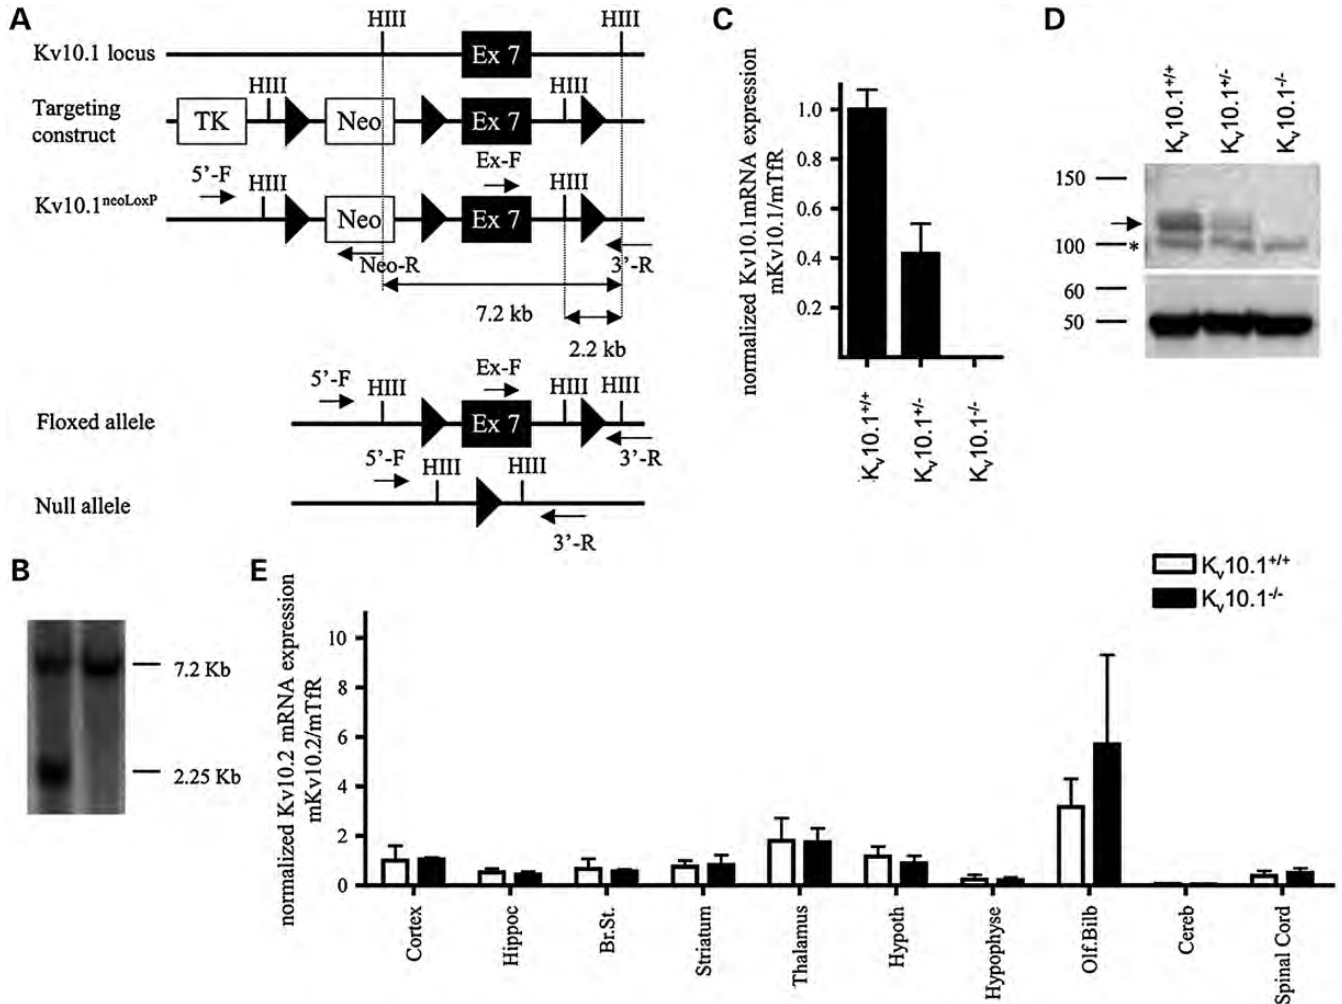 A
HIII
HIII
Kv10.1 locus
Ex 7
Targeting
construct
TK
HIII
Neo
Ex 7
HIII
5'-F
HIII
Ex-F
HIII
Kv10.1neoLoxP
Neo
Ex 7
Neo-R
3'-R
7.2 kb
2.2 kb
5'-F
HIII
Ex-F
HIII
HIII
Floxed allele
Ex 7
3'-R
5'-F
HIII
HIII
Null allele
3'-R
B
7.2 Kb
2.25 Kb
C
normalized Kv10.1mRNA expression
mKv10.1/mTfR
1.0
0.8
0.6
0.4
0.2
Kv10.1+/+
Kv10.1+/-
Kv10.1-/-
D
Kv10.1+/+
Kv10.1+/-
Kv10.1-/-
150
100
*
60
50
E
Kv10.1+/+
Kv10.1-/-
normalized Kv10.2 mRNA expression
mKv10.2/mTfR
10
8
6
4
2
0
Cortex
Hippoc
Br.St.
Striatum
Thalamus
Hypoth
Hypophyse
Olf.Bilb
Cereb
Spinal Cord